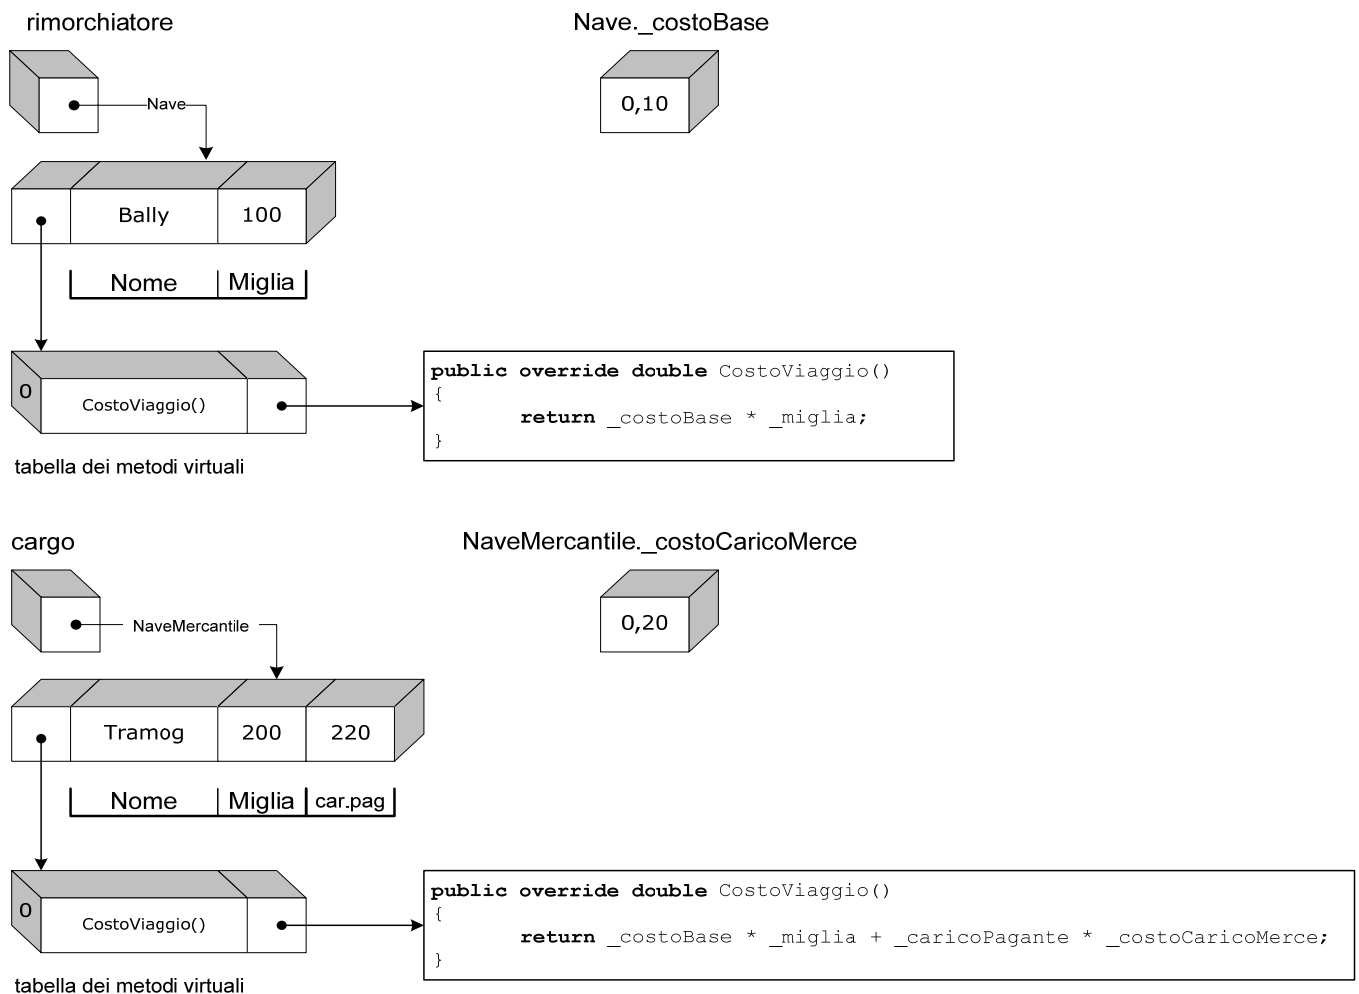 rimorchiatore
Nave._costoBase
0,10
Nave
Bally 100
Nome Miglia
0 CostoViaggio()
public override double CostoViaggio()
{
return _costoBase * _miglia;
}
tabella dei metodi virtuali
cargo
NaveMercantile._costoCaricoMerce
0,20
NaveMercantile
Tramog 200 220
Nome Miglia car.pag
0 CostoViaggio()
public override double CostoViaggio()
{
return _costoBase * _miglia + _caricoPagante * _costoCaricoMerce;
}
tabella dei metodi virtuali